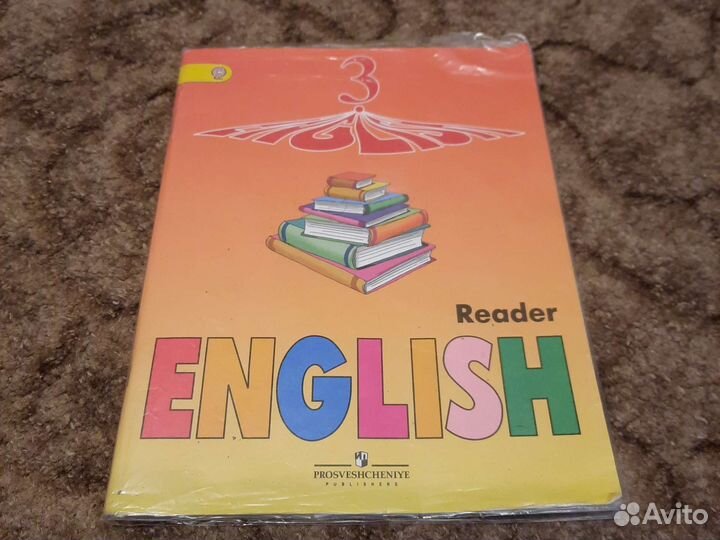 3
ENGLISH
Reader
ENGLISH
PROSVESHCHENIYE
PUBLISHERS
Avito